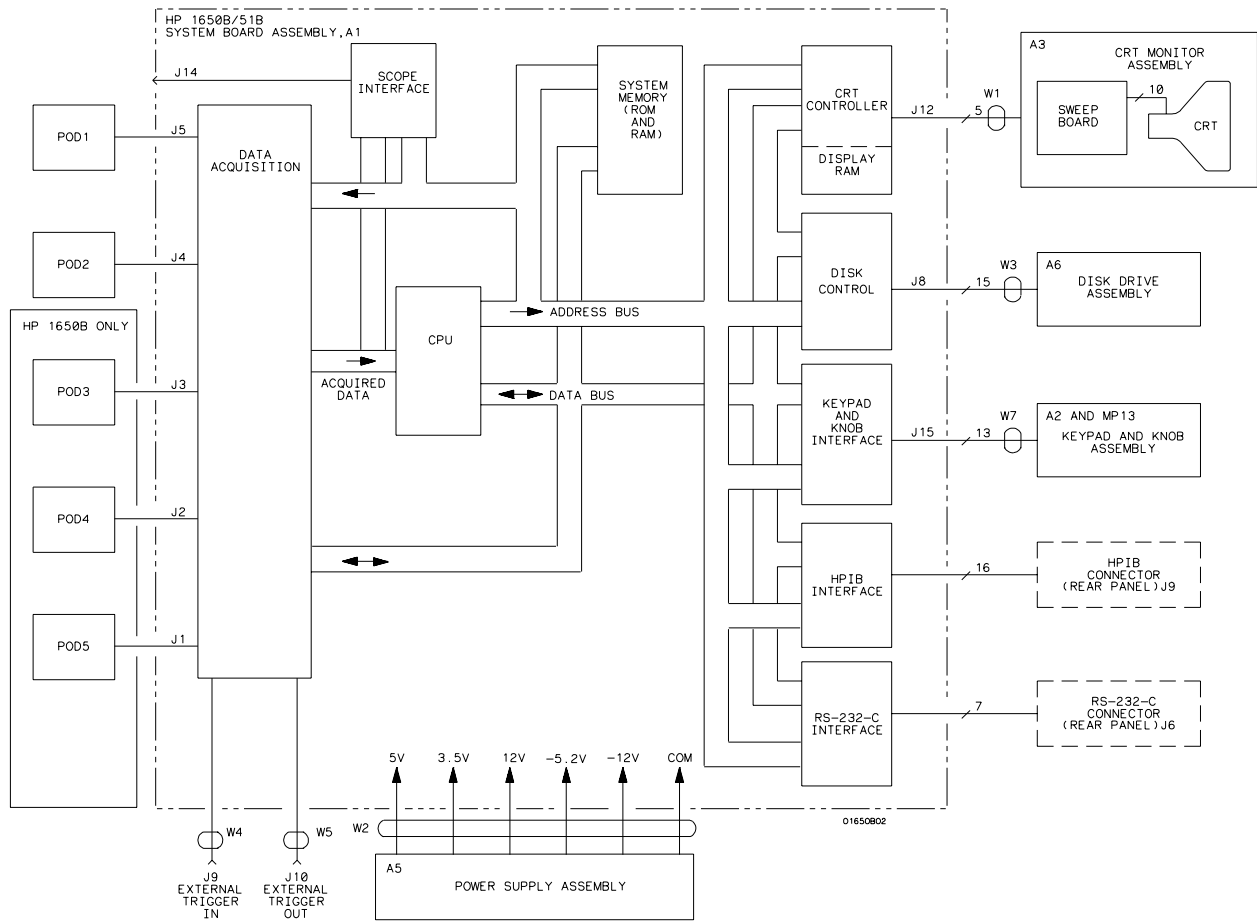 HP 1650B/51B
SYSTEM BOARD ASSEMBLY,A1
J14
SCOPE
INTERFACE
SYSTEM
MEMORY
(ROM
AND
RAM)
CRT
CONTROLLER
DISPLAY
RAM
J12
5
W1
A3
CRT MONITOR
ASSEMBLY
SWEEP
BOARD
10
CRT
POD1
J5
DATA
ACQUISITION
POD2
J4
HP 1650B ONLY
POD3
J3
POD4
J2
POD5
J1
CPU
ACQUIRED
DATA
ADDRESS BUS
DATA BUS
DISK
CONTROL
J8
15
W3
A6
DISK DRIVE
ASSEMBLY
KEYPAD
AND
KNOB
INTERFACE
J15
13
W7
A2 AND MP13
KEYPAD AND KNOB
ASSEMBLY
HPIB
INTERFACE
16
HPIB
CONNECTOR
(REAR PANEL)J9
RS-232-C
INTERFACE
7
RS-232-C
CONNECTOR
(REAR PANEL)J6
5V
3.5V
12V
-5.2V
-12V
COM
W2
A5
POWER SUPPLY ASSEMBLY
W4
J9
EXTERNAL
TRIGGER
IN
W5
J10
EXTERNAL
TRIGGER
OUT
01650B02